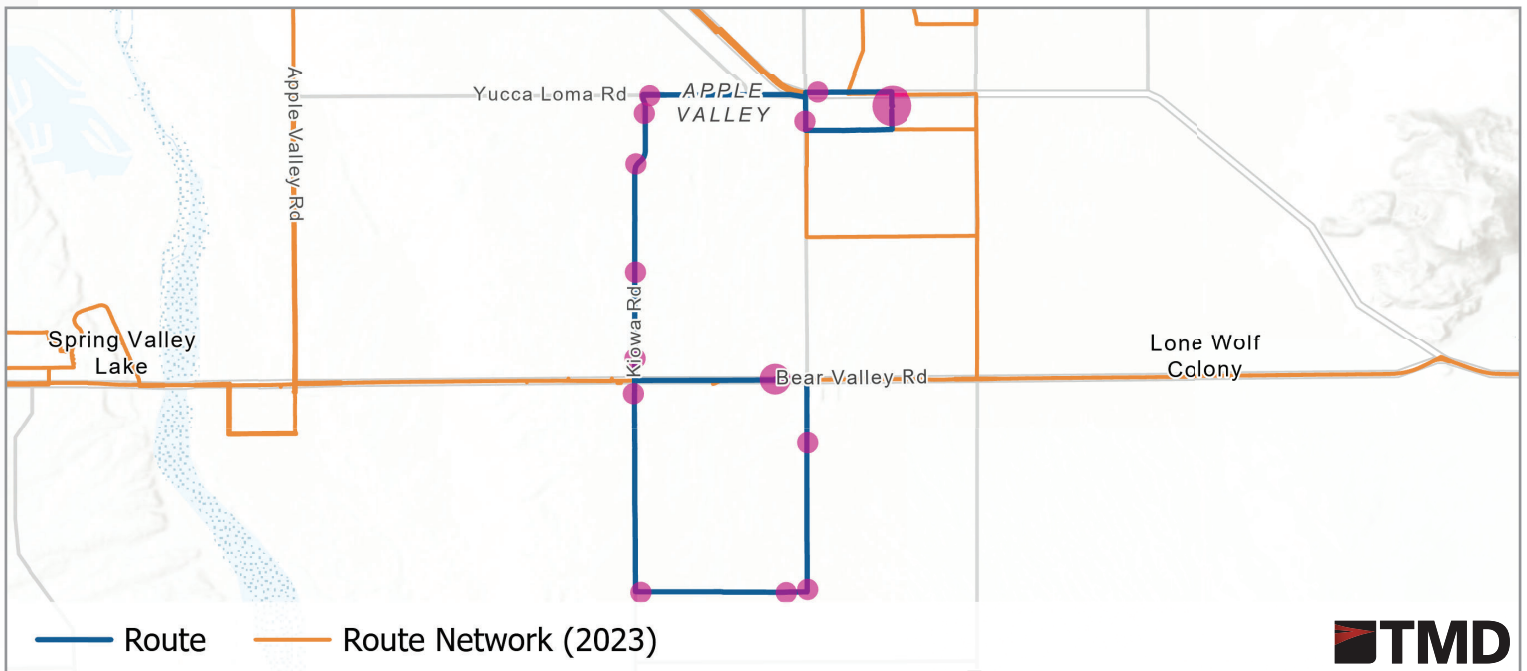 Yucca Loma Rd
APPLE
VALLEY
Apple Valley Rd
Kiowa Rd
Spring Valley
Lake
Bear Valley Rd
Lone Wolf
Colony
Route
Route Network (2023)
TMD